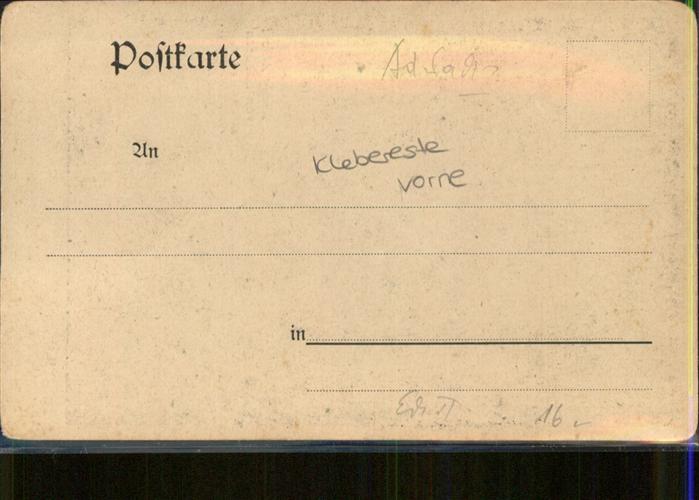 Postkarte
An
Klebereste
vorne
in
16